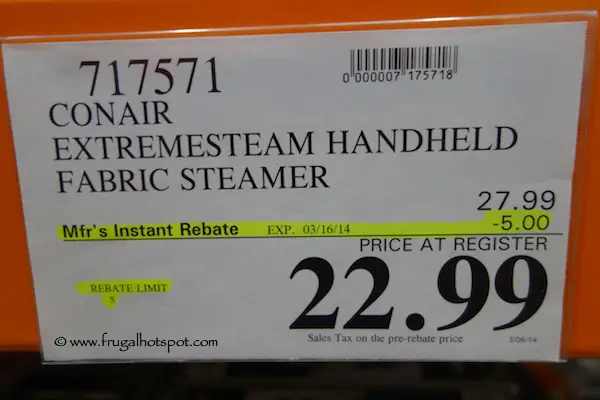 717571
0 000007 175718
CONAIR
EXTREMESTEAM HANDHELD
FABRIC STEAMER
27.99
Mfr's Instant Rebate EXP. 03/16/14 -5.00
PRICE AT REGISTER
REBATE LIMIT
22.99
Sales Tax on the pre-rebate price 3/06/14
© www.frugalhotspot.com